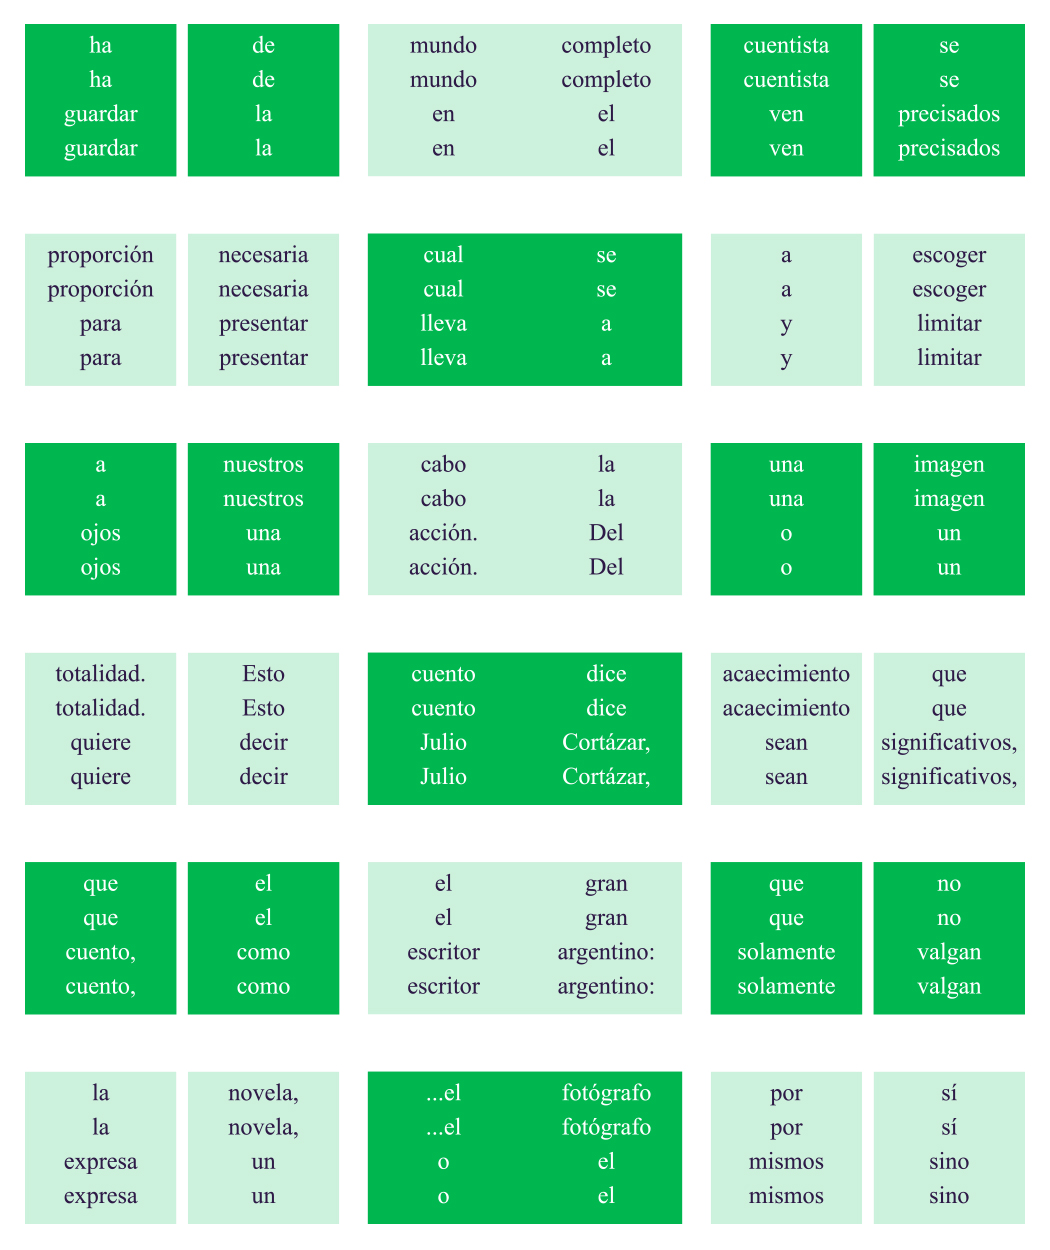 ha de
ha de
guardar la
guardar la
proporción necesaria
proporción necesaria
para presentar
para presentar
a nuestros
a nuestros
ojos una
ojos una
totalidad. Esto
totalidad. Esto
quiere decir
quiere decir
que el
que el
cuento, como
cuento, como
la novela,
la novela,
expresa un
expresa un
mundo completo
mundo completo
en el
en el
cual se
cual se
lleva a
lleva a
cabo la
cabo la
acción. Del
acción. Del
cuento dice
cuento dice
Julio Cortázar,
Julio Cortázar,
el gran
el gran
escritor argentino:
escritor argentino:
...el fotógrafo
...el fotógrafo
o el
o el
cuentista se
cuentista se
ven precisados
ven precisados
a escoger
a escoger
y limitar
y limitar
una imagen
una imagen
o un
o un
acaecimiento que
acaecimiento que
sean significativos,
sean significativos,
que no
que no
solamente valgan
solamente valgan
por sí
por sí
mismos sino
mismos sino